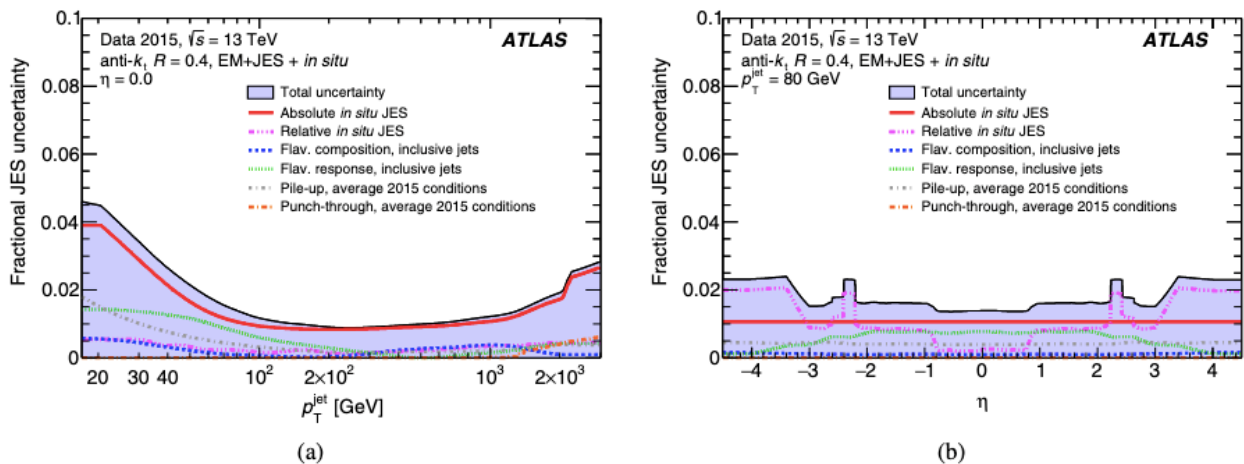 Fractional JES uncertainty
0.1
0.08
0.06
0.04
0.02
0
Data 2015, √s = 13 TeV
ATLAS
anti-kₜ R = 0.4, EM+JES + in situ
η = 0.0
Total uncertainty
Absolute in situ JES
Relative in situ JES
Flav. composition, inclusive jets
Flav. response, inclusive jets
Pile-up, average 2015 conditions
Punch-through, average 2015 conditions
20 30 40 10² 2×10² 10³ 2×10³
p_T^jet [GeV]
(a)
Fractional JES uncertainty
0.1
0.08
0.06
0.04
0.02
0
Data 2015, √s = 13 TeV
ATLAS
anti-kₜ R = 0.4, EM+JES + in situ
p_T^jet = 80 GeV
Total uncertainty
Absolute in situ JES
Relative in situ JES
Flav. composition, inclusive jets
Flav. response, inclusive jets
Pile-up, average 2015 conditions
Punch-through, average 2015 conditions
−4 −3 −2 −1 0 1 2 3 4
η
(b)